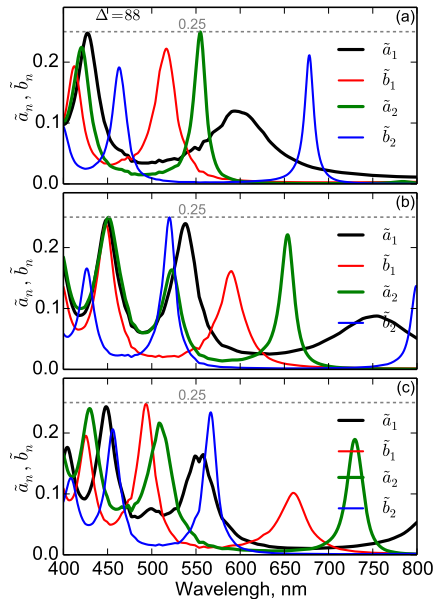 Δ=88
0.25
(a)
ã₁
b̃₁
ã₂
b̃₂
0.2
0.1
0.0
ãₙ, b̃ₙ
0.25
(b)
ã₁
b̃₁
ã₂
b̃₂
0.2
0.1
0.0
ãₙ, b̃ₙ
0.25
(c)
ã₁
b̃₁
ã₂
b̃₂
0.2
0.1
0.0
ãₙ, b̃ₙ
400 450 500 550 600 650 700 750 800
Wavelengh, nm